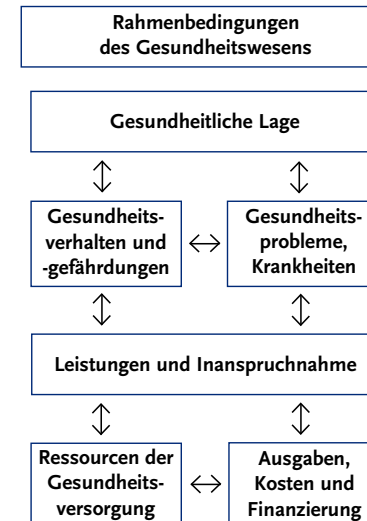 Rahmenbedingungen
des Gesundheitswesens
Gesundheitliche Lage
Gesundheits-
verhalten und
-gefährdungen
Gesundheits-
probleme,
Krankheiten
Leistungen und Inanspruchnahme
Ressourcen der
Gesundheits-
versorgung
Ausgaben,
Kosten und
Finanzierung